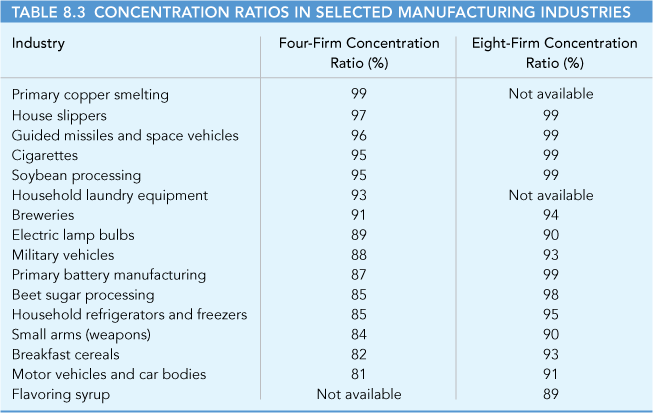 TABLE 8.3 CONCENTRATION RATIOS IN SELECTED MANUFACTURING INDUSTRIES
Industry Four-Firm Concentration Eight-Firm Concentration
Ratio (%) Ratio (%)
Primary copper smelting 99 Not available
House slippers 97 99
Guided missiles and space vehicles 96 99
Cigarettes 95 99
Soybean processing 95 99
Household laundry equipment 93 Not available
Breweries 91 94
Electric lamp bulbs 89 90
Military vehicles 88 93
Primary battery manufacturing 87 99
Beet sugar processing 85 98
Household refrigerators and freezers 85 95
Small arms (weapons) 84 90
Breakfast cereals 82 93
Motor vehicles and car bodies 81 91
Flavoring syrup Not available 89